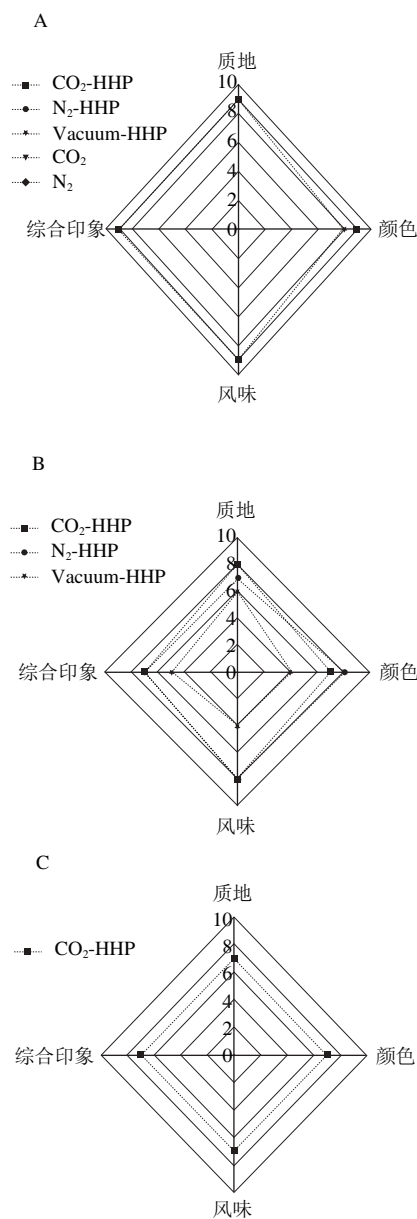 A
质地
CO₂-HHP
N₂-HHP
Vacuum-HHP
CO₂
N₂
10
8
6
4
2
0
综合印象
颜色
风味
B
质地
CO₂-HHP
N₂-HHP
Vacuum-HHP
10
8
6
4
2
0
综合印象
颜色
风味
C
质地
CO₂-HHP
10
8
6
4
2
0
综合印象
颜色
风味